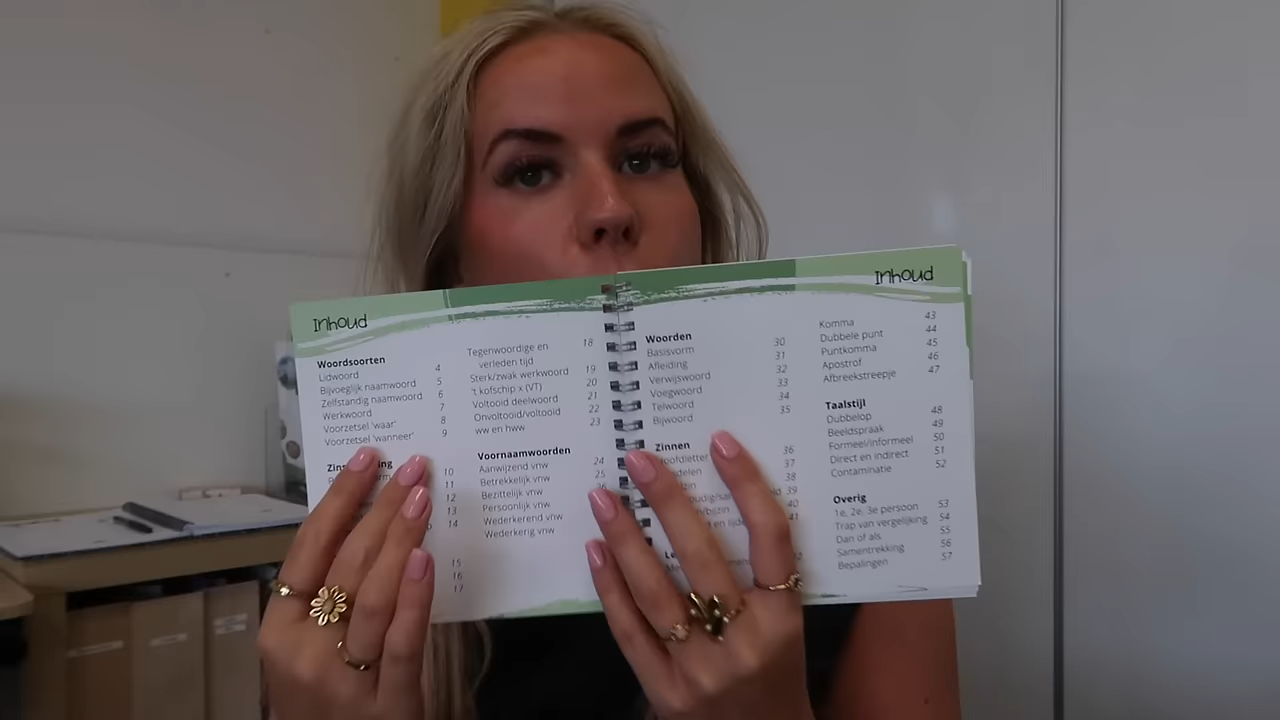 Inhoud
Woordsoorten
Lidwoord 4
Bijvoeglijk naamwoord 5
Zelfstandig naamwoord 6
Werkwoord 7
Voorzetsel 'waar' 8
Voorzetsel 'wanneer' 9
10
11
12
13
14
15
16
17
Tegenwoordige en 18
verleden tijd
Sterk/zwak werkwoord 19
't kofschip x (VT) 20
Voltooid deelwoord 21
Onvoltooid/voltooid 22
ww en hww 23
Voornaamwoorden
Aanwijzend vnw 24
Betrekkelijk vnw 25
Bezittelijk vnw 26
Persoonlijk vnw
Wederkerend vnw
Wederkerig vnw
Inhoud
Woorden
Basisvorm 30
Afleiding 31
Verwijswoord 32
Voegwoord 33
Telwoord 34
Bijwoord 35
Zinnen
36
37
38
39
40
41
Komma 43
Dubbele punt 44
Puntkomma 45
Apostrof 46
Afbreekstreepje 47
Taalstijl
Dubbelop 48
Beeldspraak 49
Formeel/informeel 50
Direct en indirect 51
Contaminatie 52
Overig
1e, 2e, 3e persoon 53
Trap van vergelijking 54
Dan of als 55
Samentrekking 56
Bepalingen 57